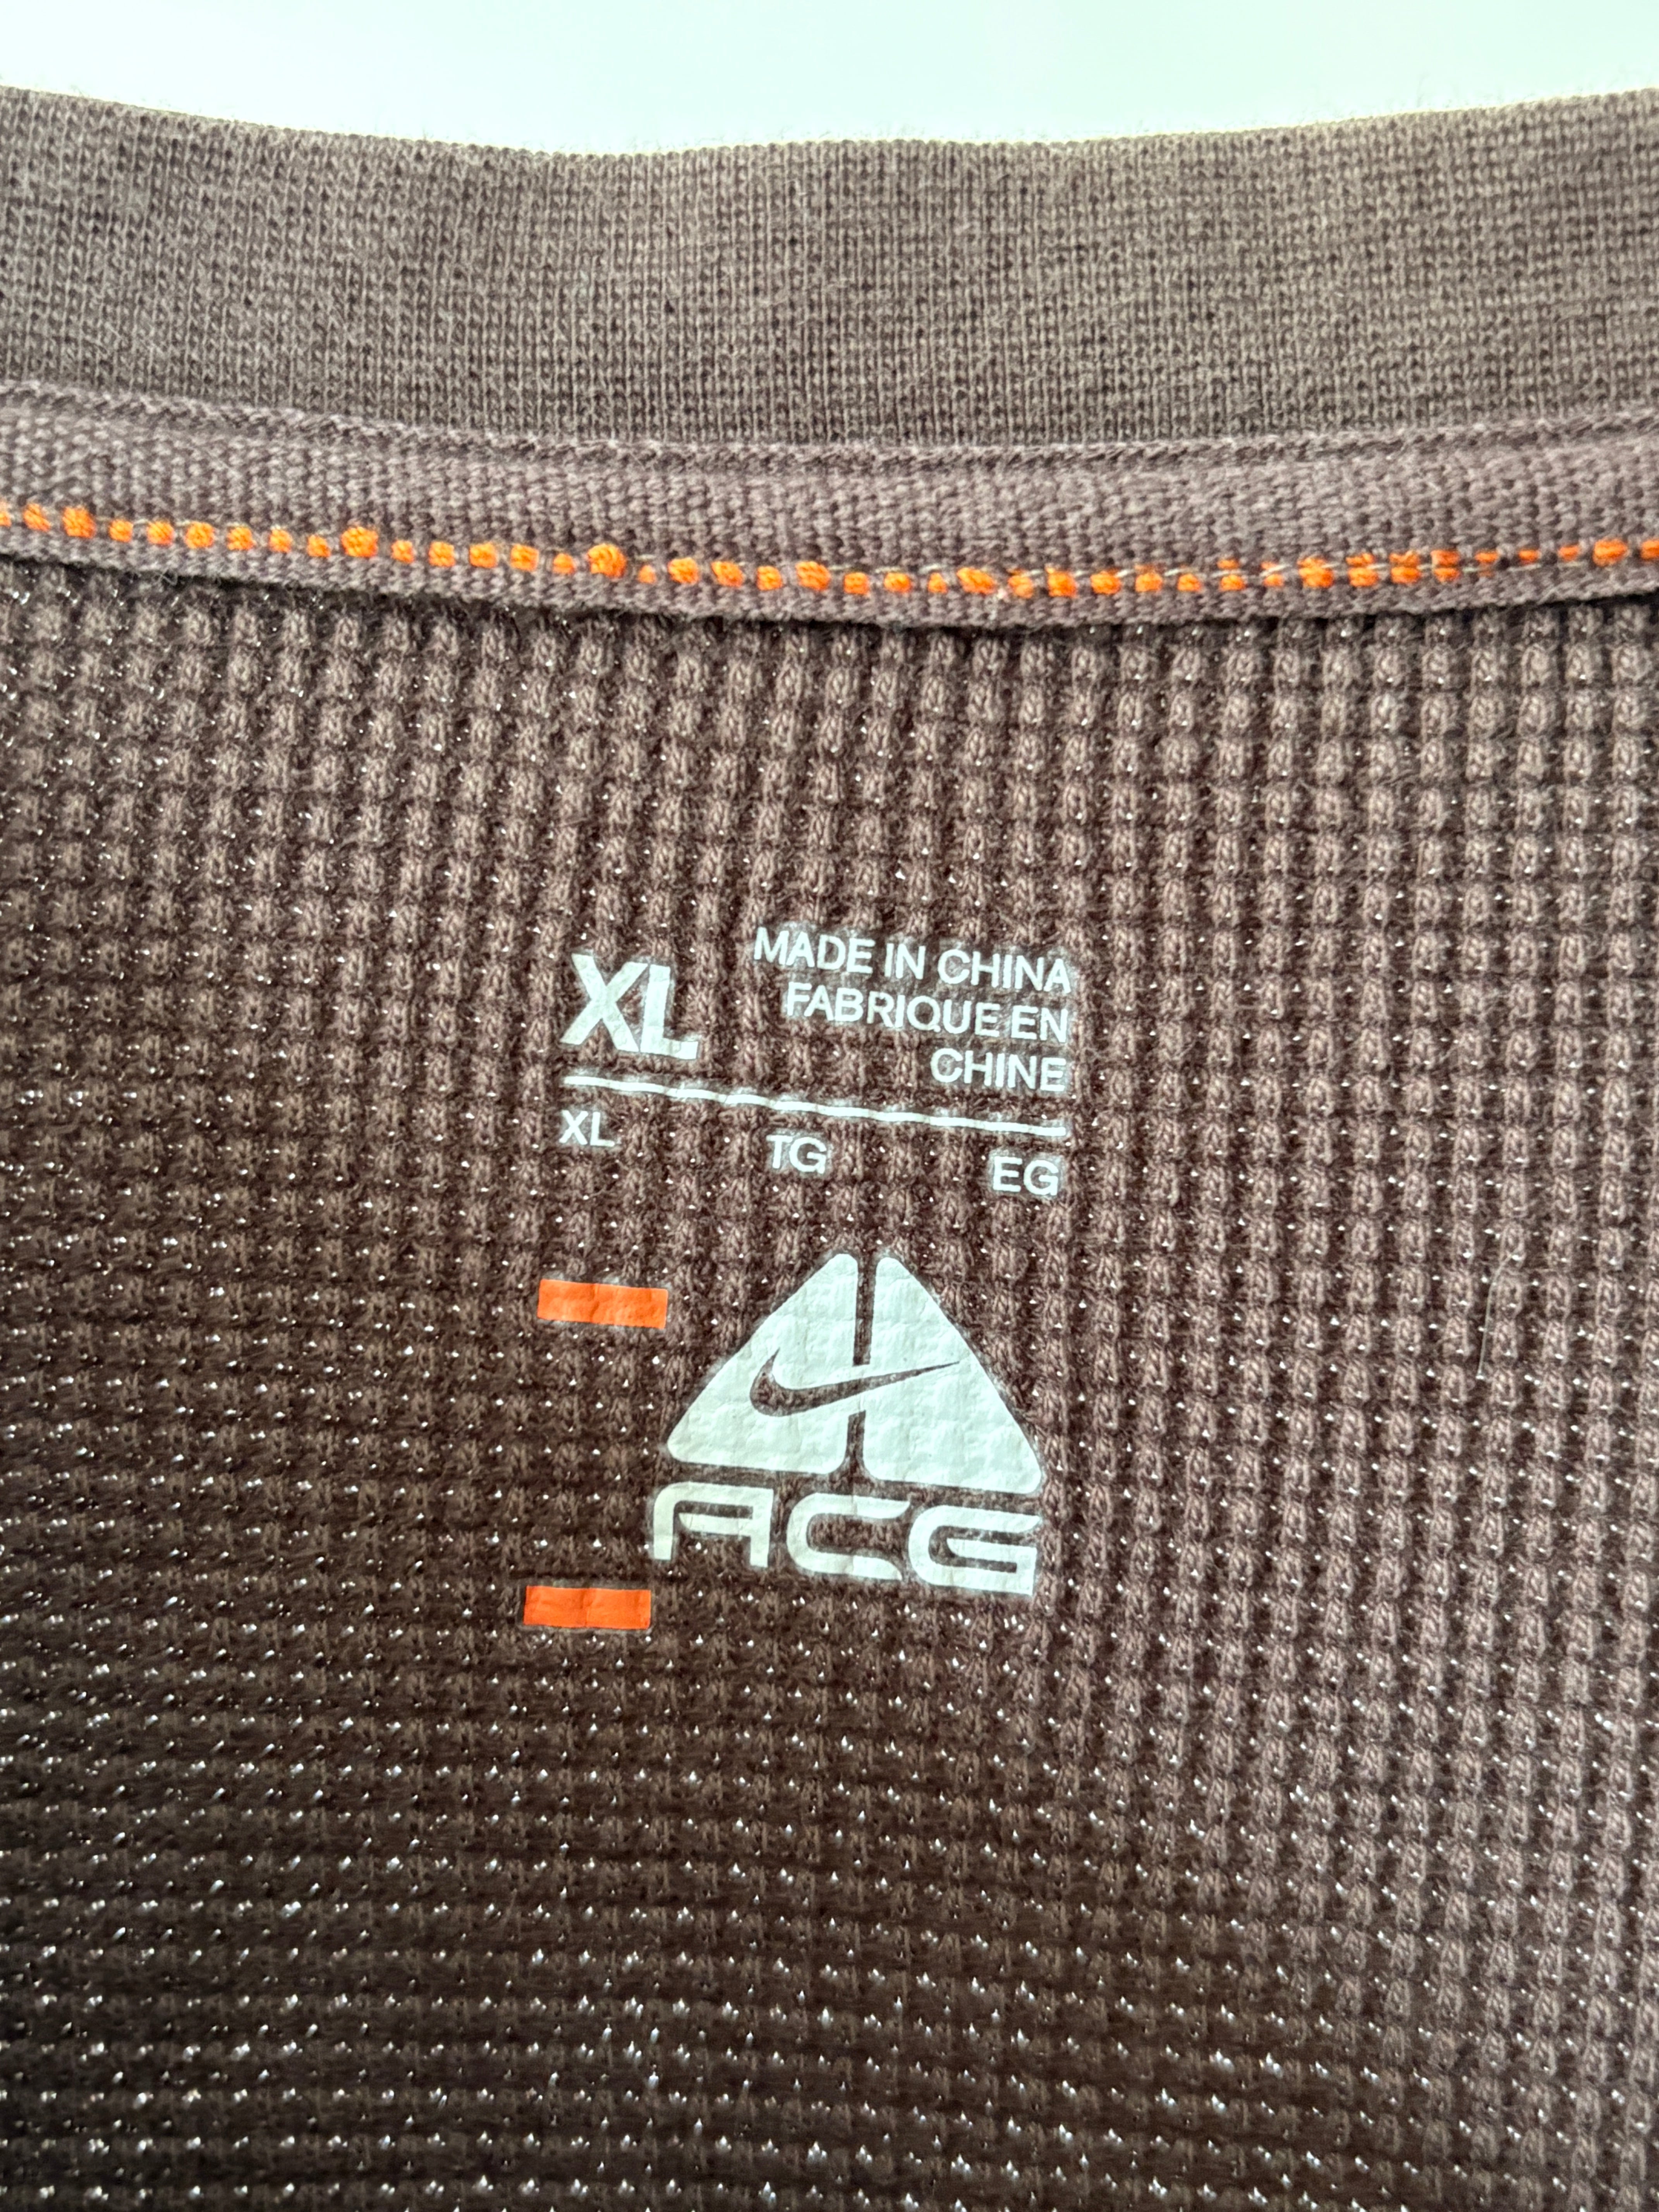 XL
MADE IN CHINA
FABRIQUE EN
CHINE
XL TG EG
ACG